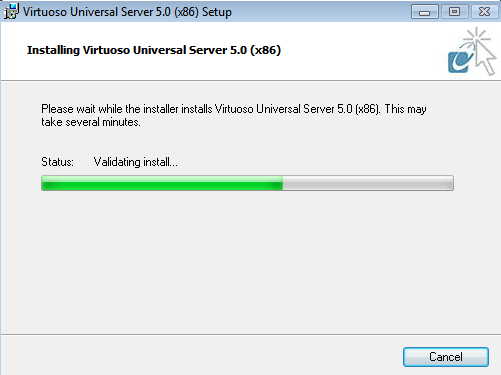 Virtuoso Universal Server 5.0 (x86) Setup
Installing Virtuoso Universal Server 5.0 (x86)
Please wait while the installer installs Virtuoso Universal Server 5.0 (x86). This may
take several minutes.
Status: Validating install...
Cancel